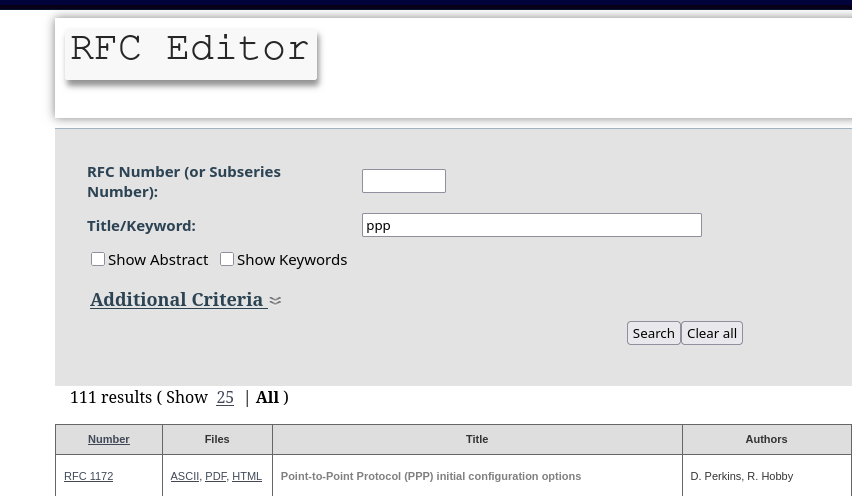 RFC Editor
RFC Number (or Subseries
Number):
Title/Keyword:
ppp
Show Abstract
Show Keywords
Additional Criteria
Search
Clear all
111 results ( Show 25 | All )
Number
Files
Title
Authors
RFC 1172
ASCII, PDF, HTML
Point-to-Point Protocol (PPP) initial configuration options
D. Perkins, R. Hobby